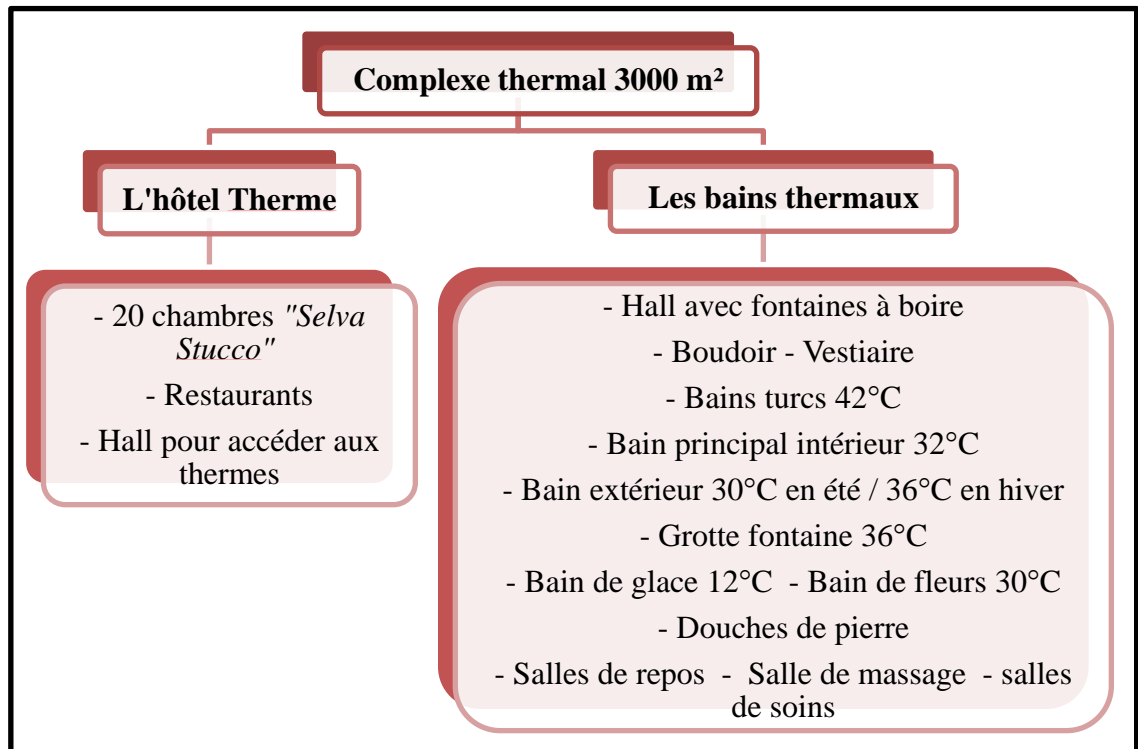 Complexe thermal 3000 m²
L'hôtel Therme
- 20 chambres "Selva
Stucco"
- Restaurants
- Hall pour accéder aux
thermes
Les bains thermaux
- Hall avec fontaines à boire
- Boudoir - Vestiaire
- Bains turcs 42°C
- Bain principal intérieur 32°C
- Bain extérieur 30°C en été / 36°C en hiver
- Grotte fontaine 36°C
- Bain de glace 12°C - Bain de fleurs 30°C
- Douches de pierre
- Salles de repos - Salle de massage - salles
de soins